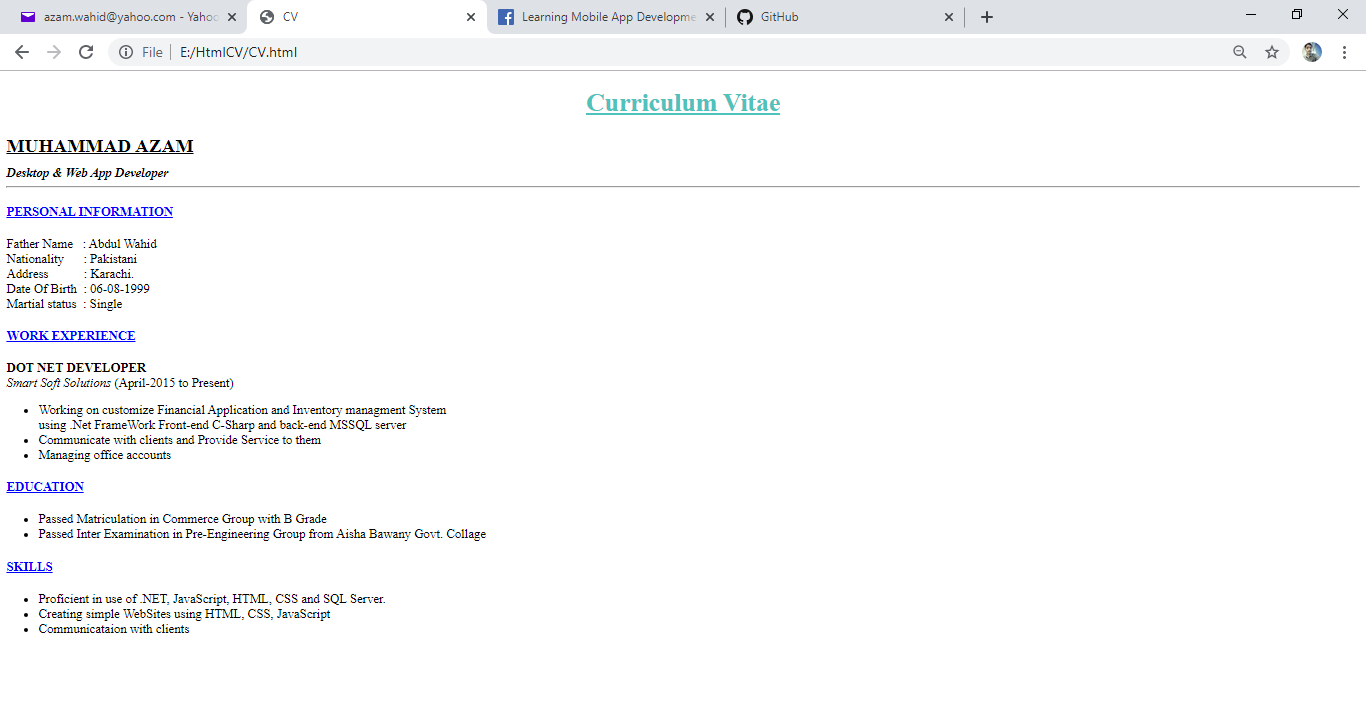 azam.wahid@yahoo.com - Yahoo
CV
Learning Mobile App Developme
GitHub
File
E:/HtmlCV/CV.html
Curriculum Vitae
MUHAMMAD AZAM
Desktop & Web App Developer
PERSONAL INFORMATION
Father Name : Abdul Wahid
Nationality : Pakistani
Address : Karachi.
Date Of Birth : 06-08-1999
Martial status : Single
WORK EXPERIENCE
DOT NET DEVELOPER
Smart Soft Solutions (April-2015 to Present)
Working on customize Financial Application and Inventory managment System
using .Net FrameWork Front-end C-Sharp and back-end MSSQL server
Communicate with clients and Provide Service to them
Managing office accounts
EDUCATION
Passed Matriculation in Commerce Group with B Grade
Passed Inter Examination in Pre-Engineering Group from Aisha Bawany Govt. Collage
SKILLS
Proficient in use of .NET, JavaScript, HTML, CSS and SQL Server.
Creating simple WebSites using HTML, CSS, JavaScript
Communicataion with clients